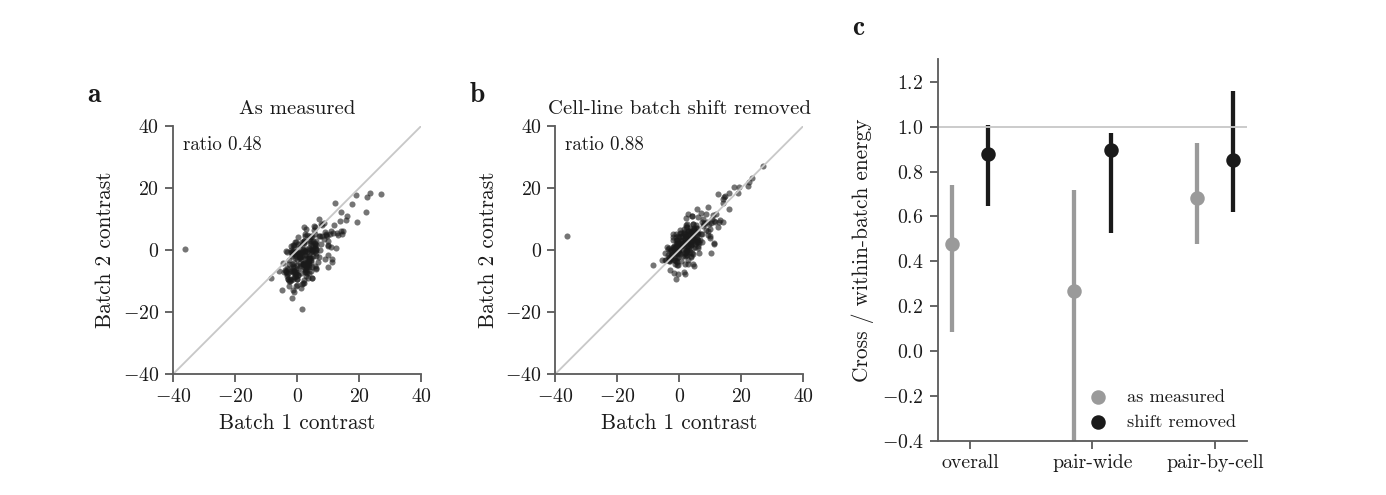 a
As measured
ratio 0.48
40
20
0
−20
−40
−40 −20 0 20 40
Batch 2 contrast
Batch 1 contrast
b
Cell-line batch shift removed
ratio 0.88
40
20
0
−20
−40
−40 −20 0 20 40
Batch 2 contrast
Batch 1 contrast
c
1.2
1.0
0.8
0.6
0.4
0.2
0.0
−0.2
−0.4
Cross / within-batch energy
as measured
shift removed
overall pair-wide pair-by-cell